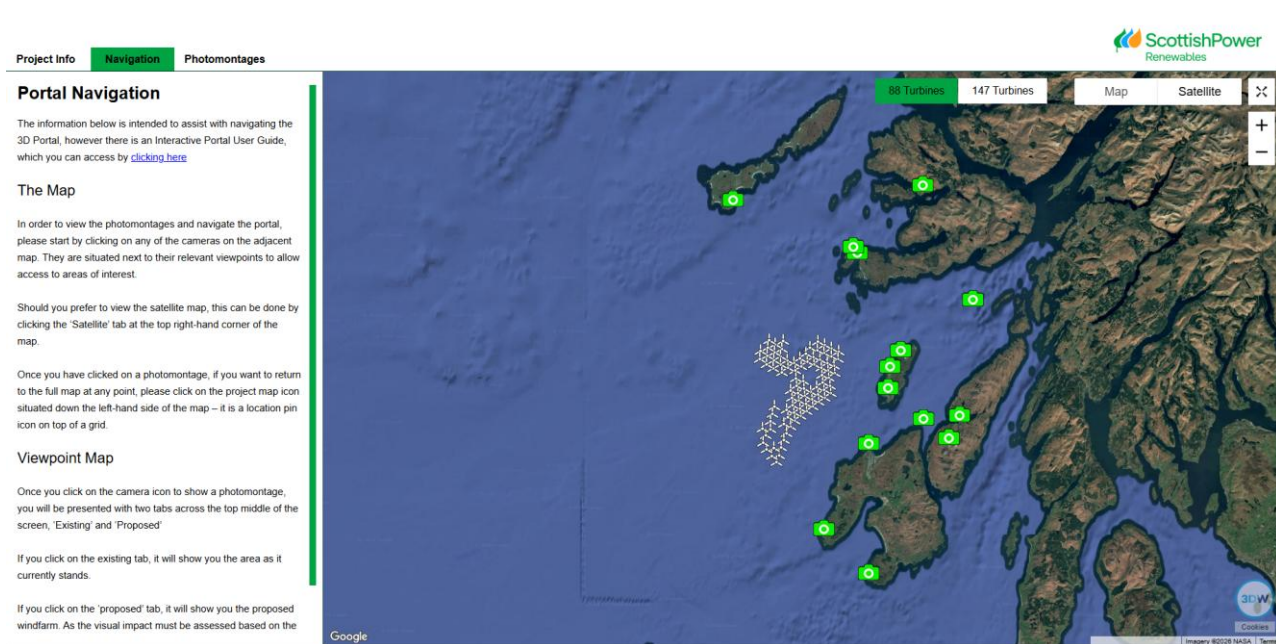 ScottishPower
Renewables
Project Info Navigation Photomontages
Portal Navigation
The information below is intended to assist with navigating the
3D Portal, however there is an Interactive Portal User Guide,
which you can access by clicking here
The Map
In order to view the photomontages and navigate the portal,
please start by clicking on any of the cameras on the adjacent
map. They are situated next to their relevant viewpoints to allow
access to areas of interest.
Should you prefer to view the satellite map, this can be done by
clicking the 'Satellite' tab at the top right-hand corner of the
map.
Once you have clicked on a photomontage, if you want to return
to the full map at any point, please click on the project map icon
situated down the left-hand side of the map – it is a location pin
icon on top of a grid.
Viewpoint Map
Once you click on the camera icon to show a photomontage,
you will be presented with two tabs across the top middle of the
screen, 'Existing' and 'Proposed'
If you click on the existing tab, it will show you the area as it
currently stands.
If you click on the 'proposed' tab, it will show you the proposed
windfarm. As the visual impact must be assessed based on the
88 Turbines 147 Turbines Map Satellite
+
−
3DW
Cookies
Google
Imagery ©2026 NASA Terms